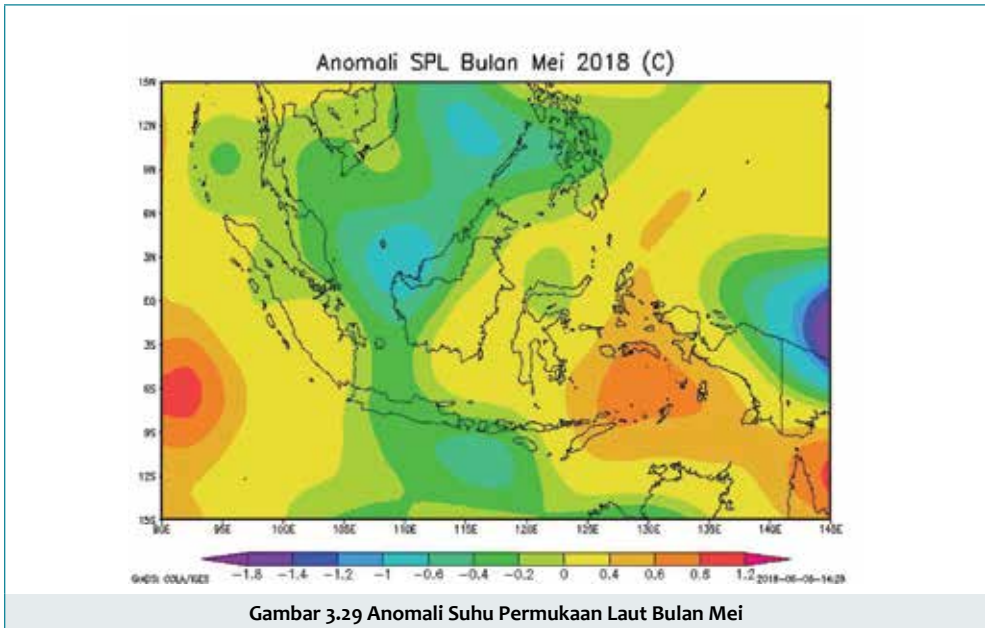 Anomali SPL Bulan Mei 2018 (C)
15N
12N
9N
6N
3N
EQ
3S
6S
9S
12S
15S
90E 95E 100E 105E 110E 115E 120E 125E 130E 135E 140E 145E
-1.8 -1.4 -1.2 -1 -0.6 -0.4 -0.2 0 0.4 0.6 0.8 1.2
GrADS: COLA/IGES
Gambar 3.29 Anomali Suhu Permukaan Laut Bulan Mei